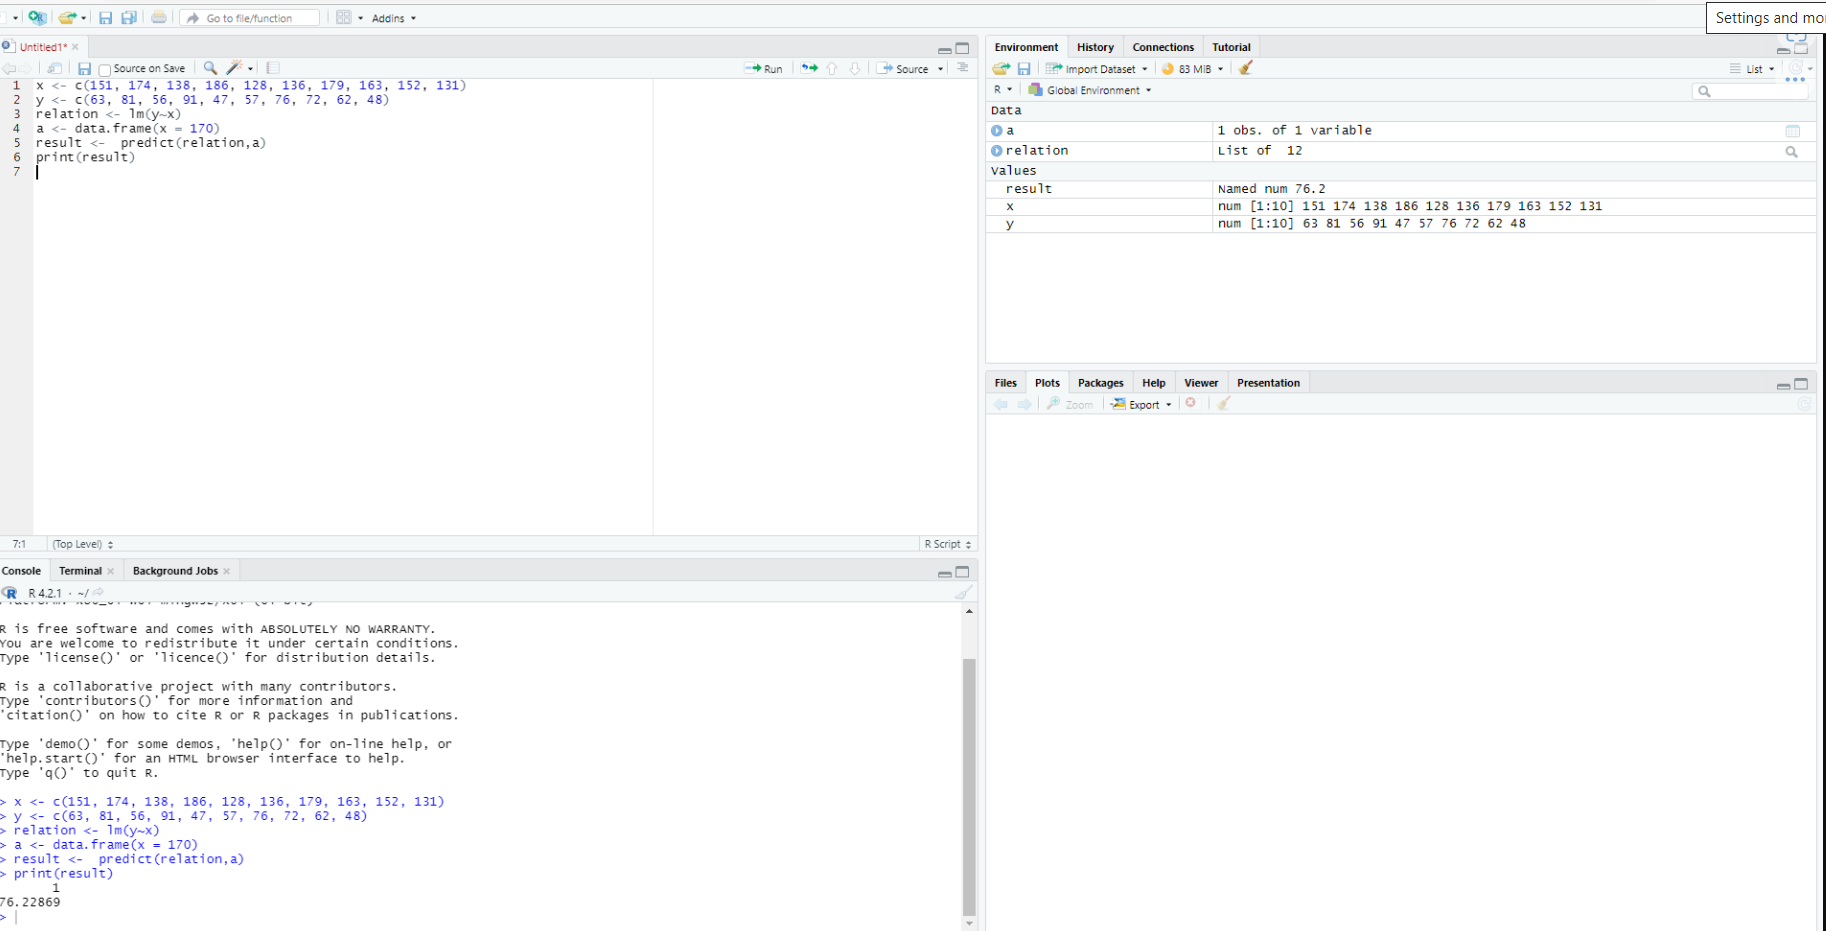 Go to file/function
Addins
Settings and mo
Untitled1*
Source on Save
Run
Source
1 x <- c(151, 174, 138, 186, 128, 136, 179, 163, 152, 131)
2 y <- c(63, 81, 56, 91, 47, 57, 76, 72, 62, 48)
3 relation <- lm(y~x)
4 a <- data.frame(x = 170)
5 result <-  predict(relation,a)
6 print(result)
7
7:1 (Top Level) R Script
Console Terminal Background Jobs
R 4.2.1 · ~/
R is free software and comes with ABSOLUTELY NO WARRANTY.
You are welcome to redistribute it under certain conditions.
Type 'license()' or 'licence()' for distribution details.
R is a collaborative project with many contributors.
Type 'contributors()' for more information and
'citation()' on how to cite R or R packages in publications.
Type 'demo()' for some demos, 'help()' for on-line help, or
'help.start()' for an HTML browser interface to help.
Type 'q()' to quit R.
> x <- c(151, 174, 138, 186, 128, 136, 179, 163, 152, 131)
> y <- c(63, 81, 56, 91, 47, 57, 76, 72, 62, 48)
> relation <- lm(y~x)
> a <- data.frame(x = 170)
> result <-  predict(relation,a)
> print(result)
1
76.22869
>
Environment History Connections Tutorial
Import Dataset 83 MiB List
R Global Environment
Data
a 1 obs. of 1 variable
relation List of  12
Values
result Named num 76.2
x num [1:10] 151 174 138 186 128 136 179 163 152 131
y num [1:10] 63 81 56 91 47 57 76 72 62 48
Files Plots Packages Help Viewer Presentation
Zoom Export